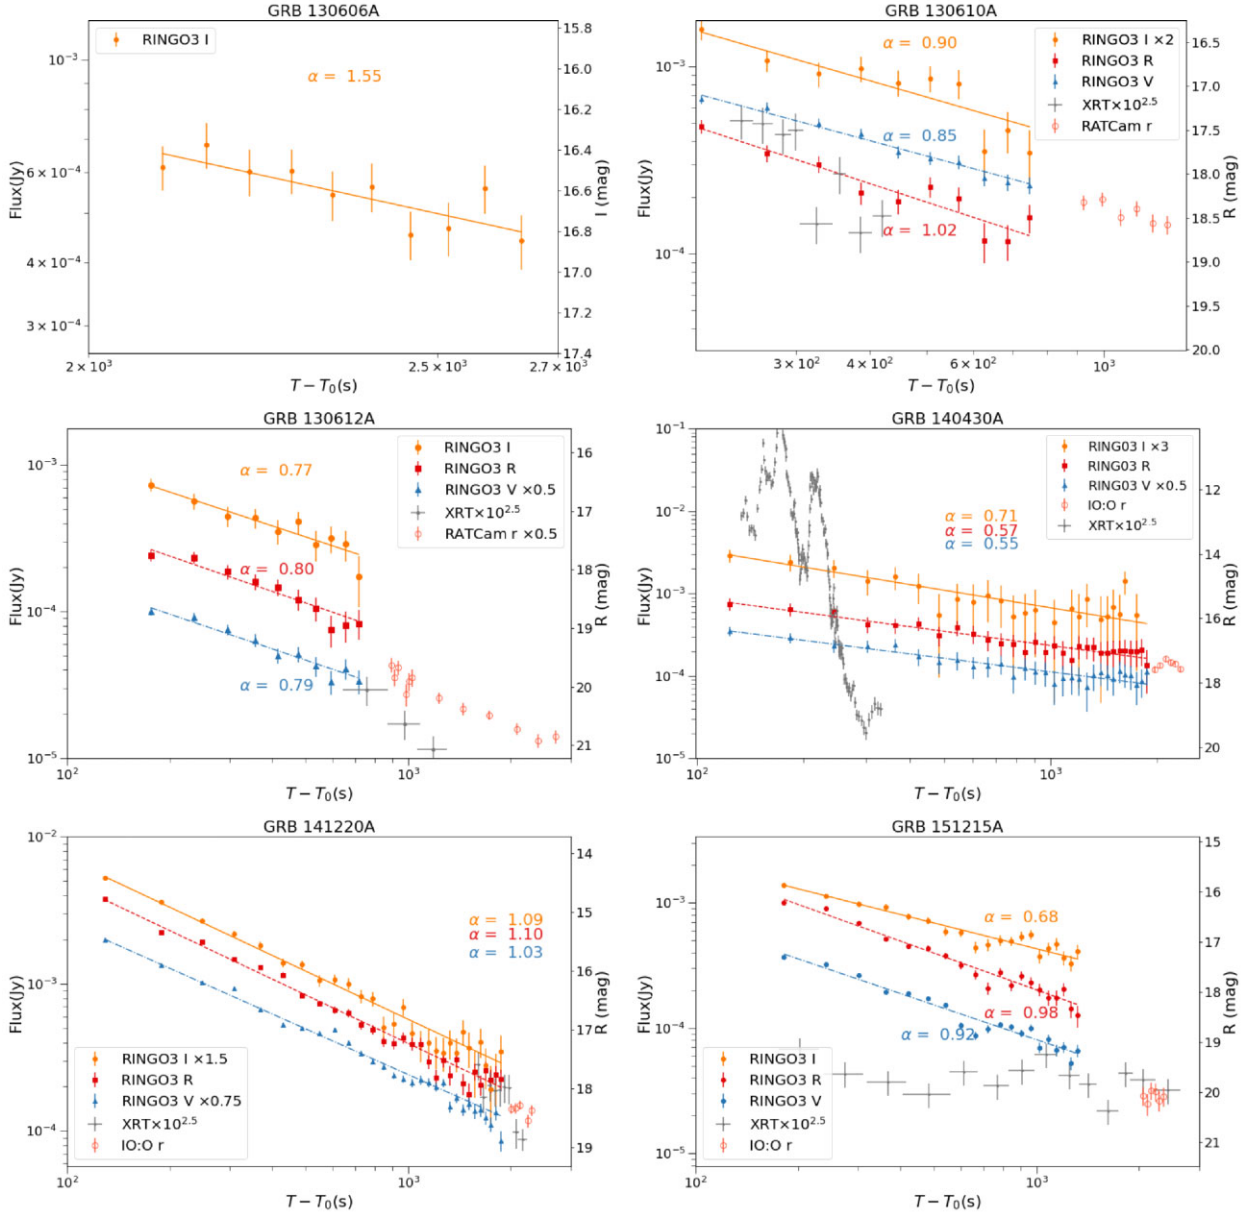 GRB 130606A
RINGO3 I
α = 1.55
10⁻³
6 × 10⁻⁴
4 × 10⁻⁴
3 × 10⁻⁴
Flux(Jy)
15.8
16.0
16.2
16.4
16.6
16.8
17.0
17.2
17.4
I (mag)
2 × 10³
2.5 × 10³
2.7 × 10³
T − T₀(s)
GRB 130610A
RINGO3 I ×2
RINGO3 R
RINGO3 V
XRT×10²·⁵
RATCam r
α = 0.90
α = 0.85
α = 1.02
10⁻³
10⁻⁴
Flux(Jy)
16.5
17.0
17.5
18.0
18.5
19.0
19.5
20.0
R (mag)
3 × 10²
4 × 10²
6 × 10²
10³
T − T₀(s)
GRB 130612A
RINGO3 I
RINGO3 R
RINGO3 V ×0.5
XRT×10²·⁵
RATCam r ×0.5
α = 0.77
α = 0.80
α = 0.79
10⁻³
10⁻⁴
10⁻⁵
Flux(Jy)
16
17
18
19
20
21
R (mag)
10²
10³
T − T₀(s)
GRB 140430A
RING03 I ×3
RING03 R
RING03 V ×0.5
IO:O r
XRT×10²·⁵
α = 0.71
α = 0.57
α = 0.55
10⁻¹
10⁻²
10⁻³
10⁻⁴
10⁻⁵
Flux(Jy)
12
14
16
18
20
R (mag)
10²
10³
T − T₀(s)
GRB 141220A
α = 1.09
α = 1.10
α = 1.03
RINGO3 I ×1.5
RINGO3 R
RINGO3 V ×0.75
XRT×10²·⁵
IO:O r
10⁻²
10⁻³
10⁻⁴
Flux(Jy)
14
15
16
17
18
19
R (mag)
10²
10³
T − T₀(s)
GRB 151215A
α = 0.68
α = 0.98
α = 0.92
RINGO3 I
RINGO3 R
RINGO3 V
XRT×10²·⁵
IO:O r
10⁻³
10⁻⁴
10⁻⁵
Flux(Jy)
15
16
17
18
19
20
21
R (mag)
10²
10³
T − T₀(s)